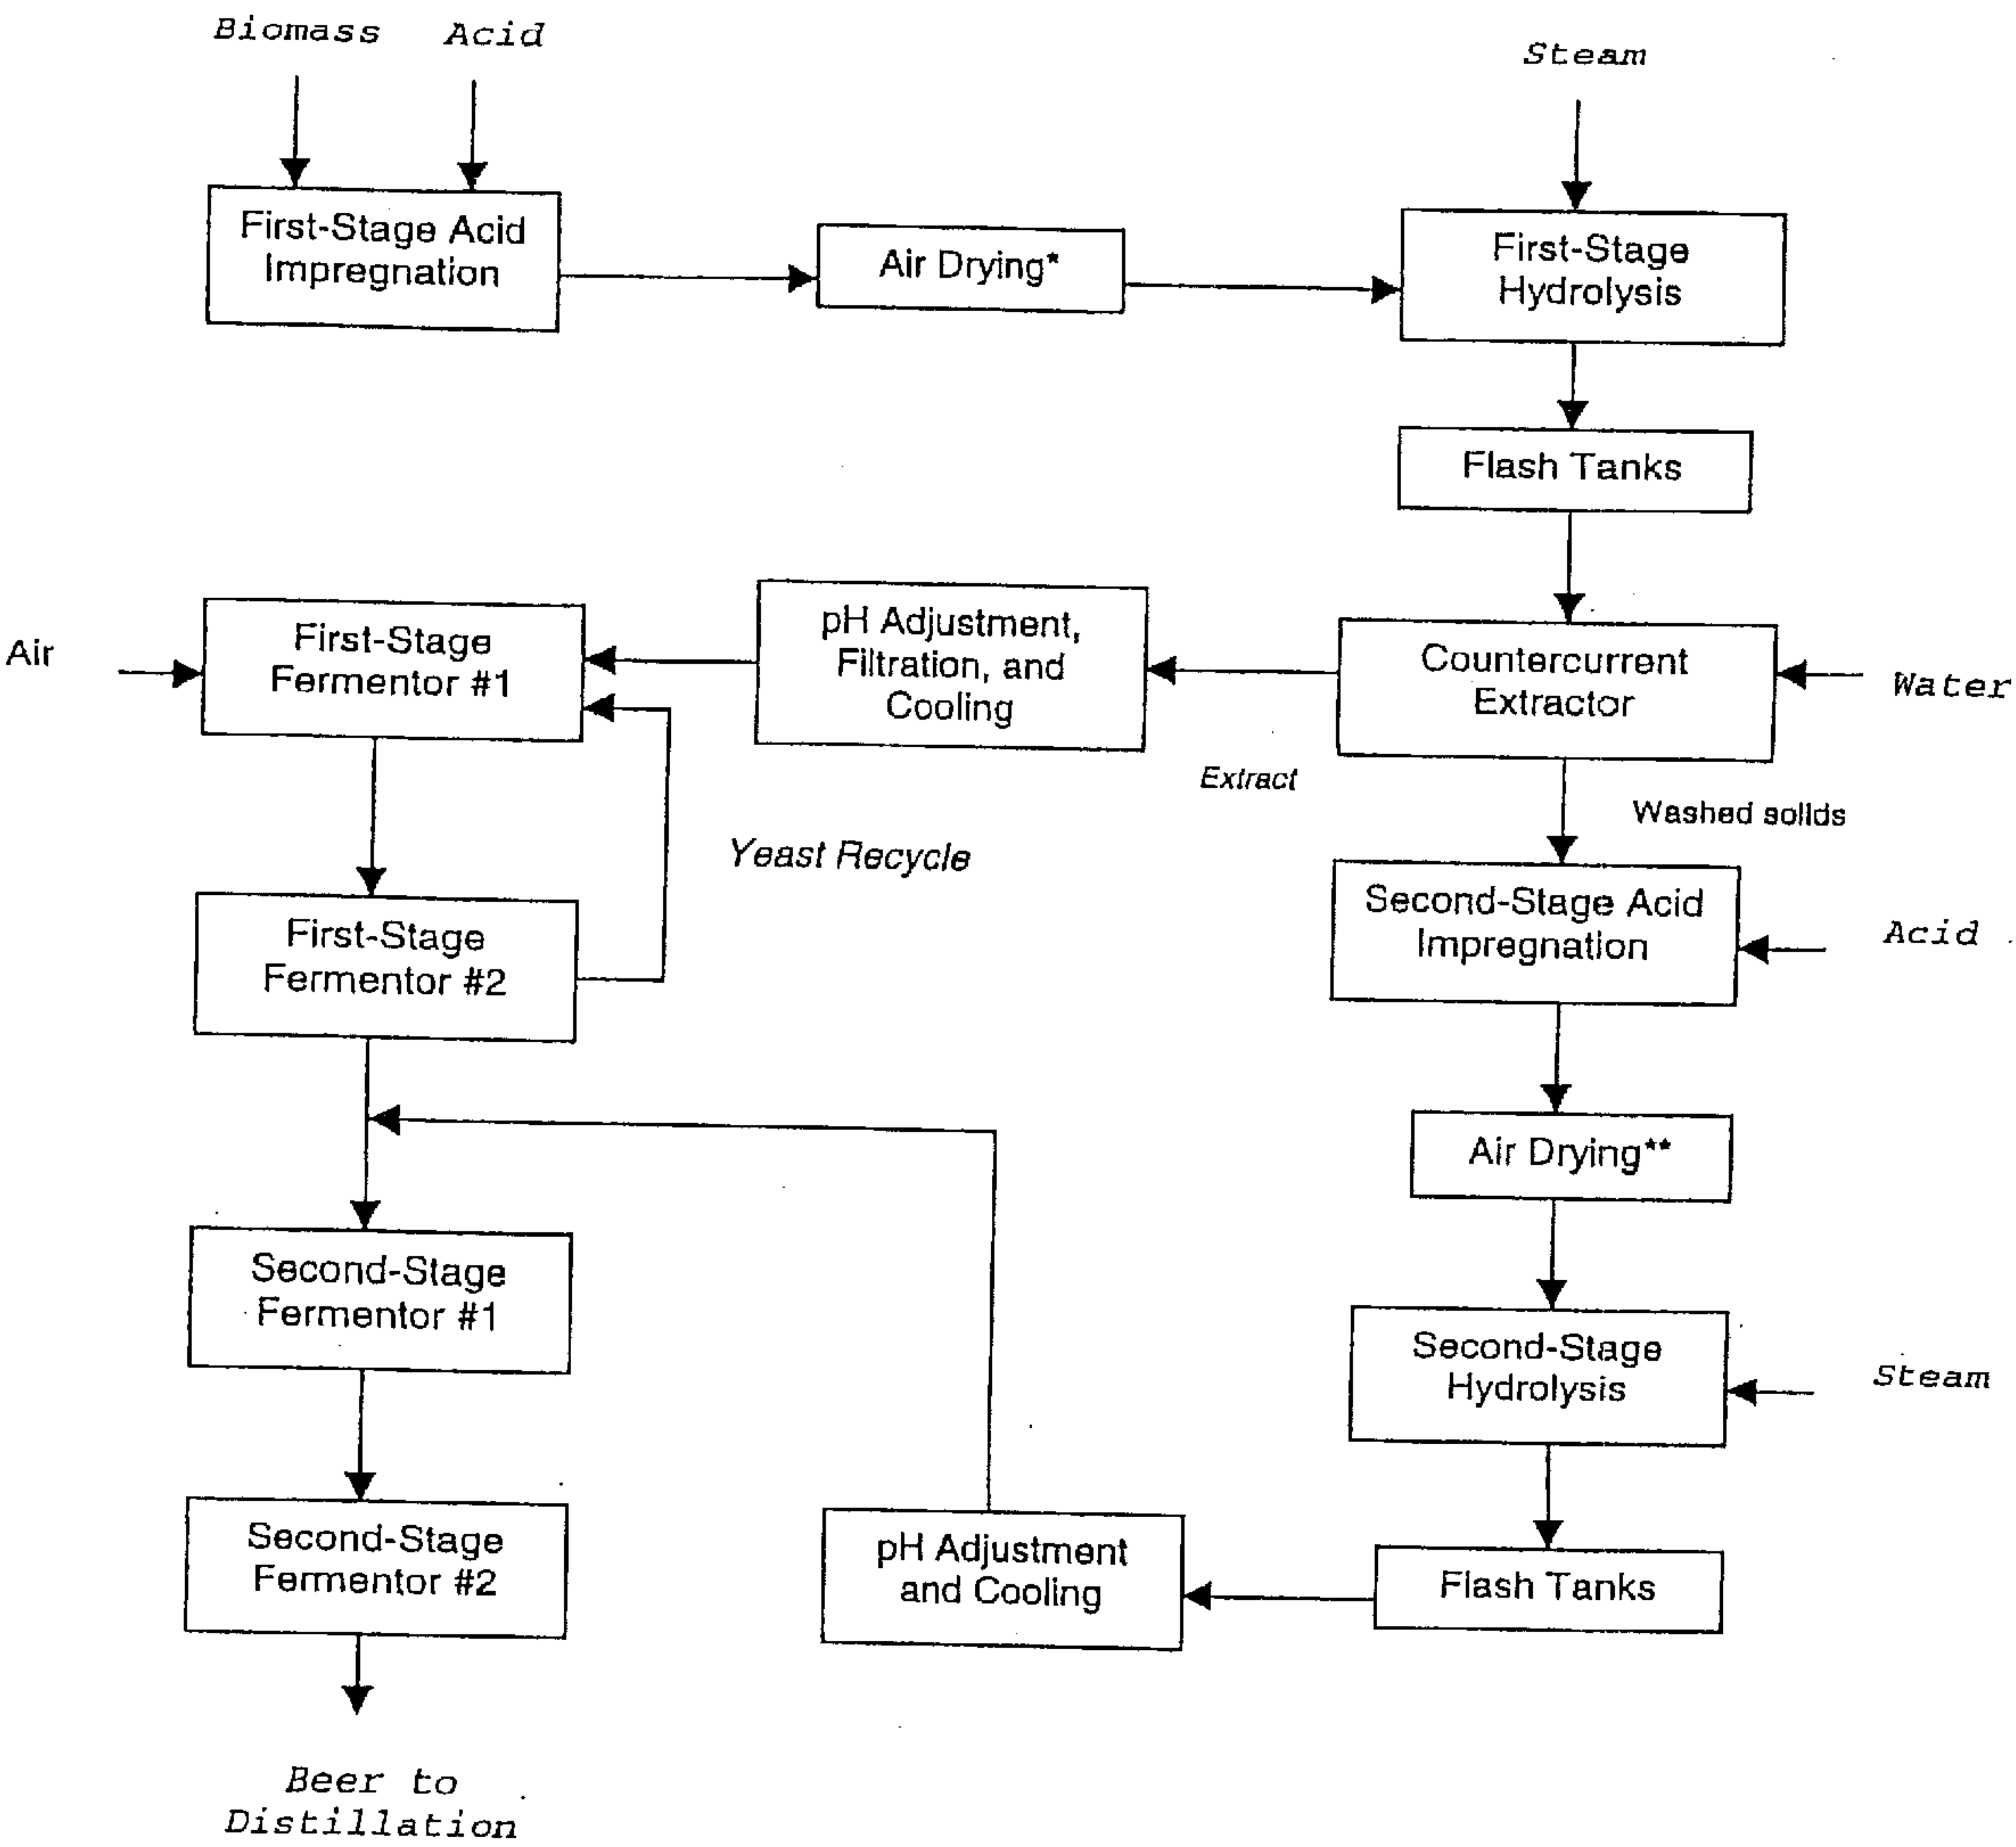 Biomass
Acid
Steam
First-Stage Acid
Impregnation
Air Drying*
First-Stage
Hydrolysis
Flash Tanks
Air
First-Stage
Fermentor #1
pH Adjustment,
Filtration, and
Cooling
Countercurrent
Extractor
Water
Extract
Washed solids
Yeast Recycle
First-Stage
Fermentor #2
Second-Stage Acid
Impregnation
Acid
Air Drying**
Second-Stage
Fermentor #1
Second-Stage
Hydrolysis
Steam
Second-Stage
Fermentor #2
pH Adjustment
and Cooling
Flash Tanks
Beer to
Distillation